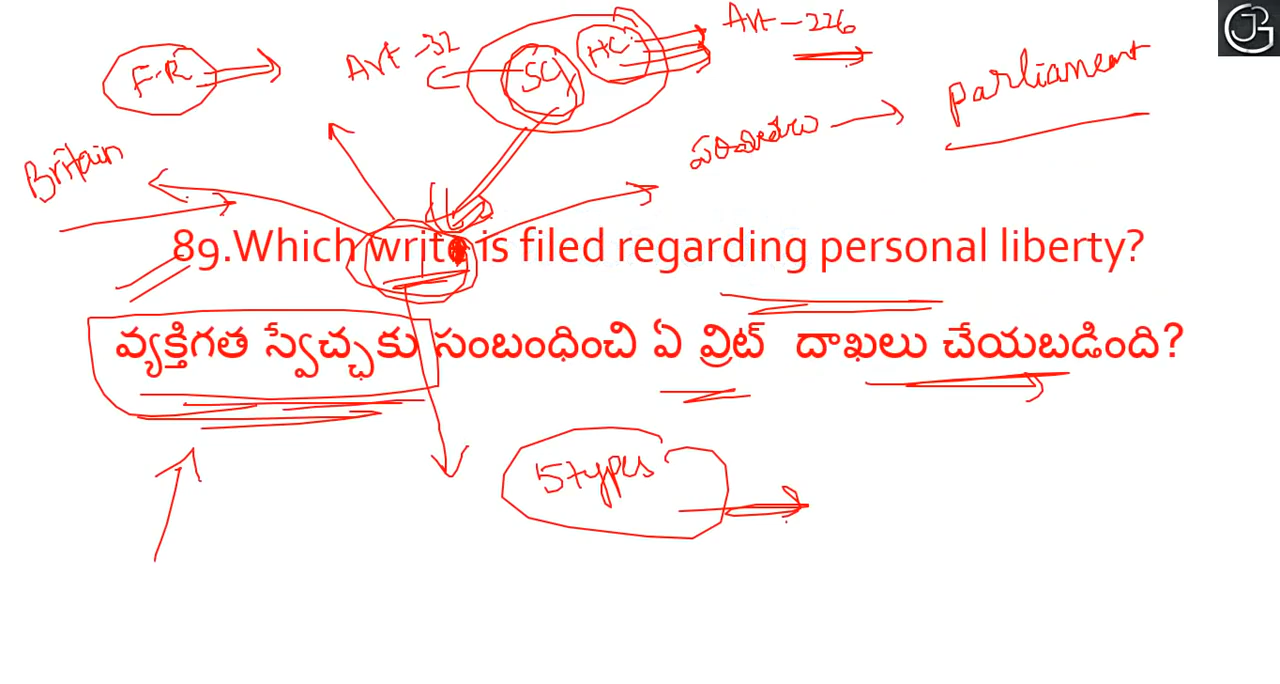 Art-226
Art-32
SC
HC
F.R
parliament
Britain
89.Which write is filed regarding personal liberty?
వ్యక్తిగత స్వేచ్ఛకు సంబంధించి ఏ వ్రిట్ దాఖలు చేయబడింది?
5types